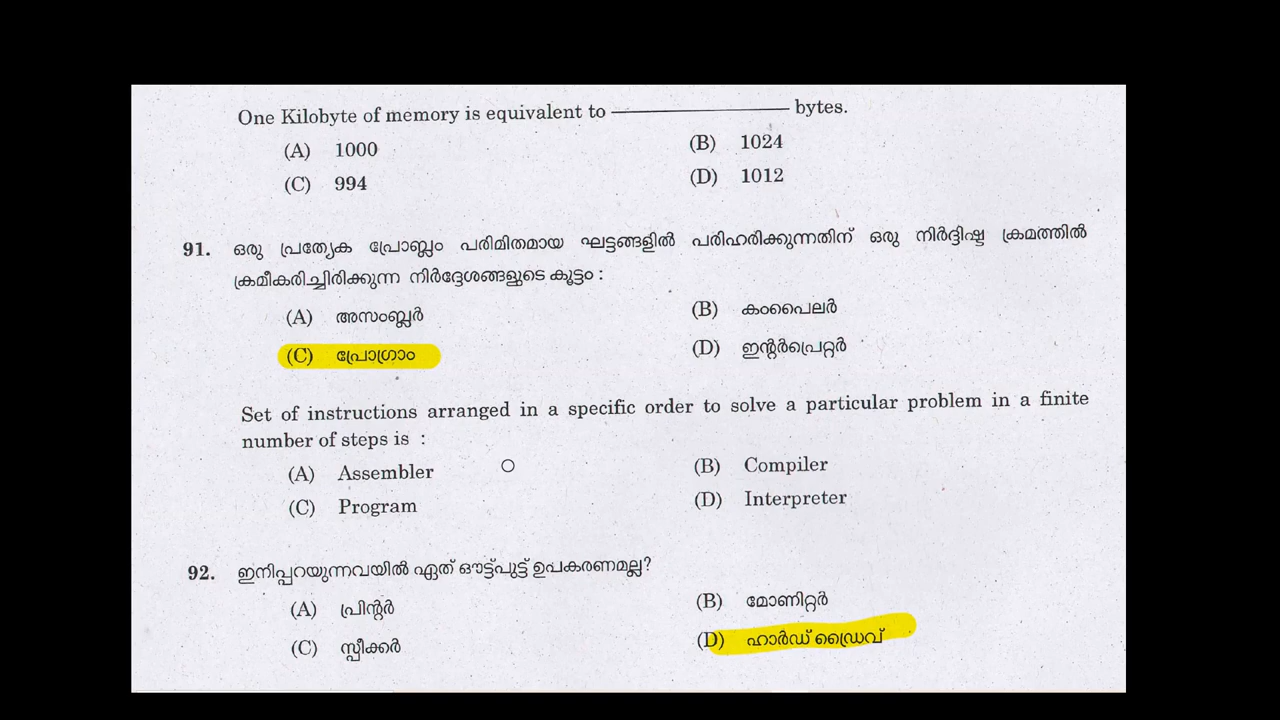 One Kilobyte of memory is equivalent to ——————— bytes.
(A) 1000 (B) 1024
(C) 994 (D) 1012
91. ഒരു പ്രത്യേക പ്രോബ്ലം പരിമിതമായ ഘട്ടങ്ങളിൽ പരിഹരിക്കുന്നതിന് ഒരു നിർദ്ദിഷ്ട ക്രമത്തിൽ
ക്രമീകരിച്ചിരിക്കുന്ന നിർദ്ദേശങ്ങളുടെ കൂട്ടം :
(A) അസംബ്ലർ (B) കംപൈലർ
(C) പ്രോഗ്രാം (D) ഇന്റർപ്രെറ്റർ
Set of instructions arranged in a specific order to solve a particular problem in a finite
number of steps is :
(A) Assembler (B) Compiler
(C) Program (D) Interpreter
92. ഇനിപ്പറയുന്നവയിൽ ഏത് ഔട്ട്പുട്ട് ഉപകരണമല്ല?
(A) പ്രിന്റർ (B) മോണിറ്റർ
(C) സ്പീക്കർ (D) ഹാർഡ് ഡ്രൈവ്